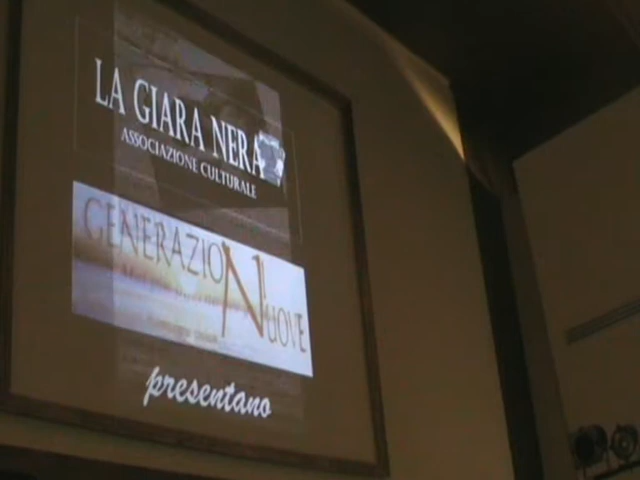 LA GIARA NERA
ASSOCIAZIONE CULTURALE
GENERAZIONI NUOVE
presentano